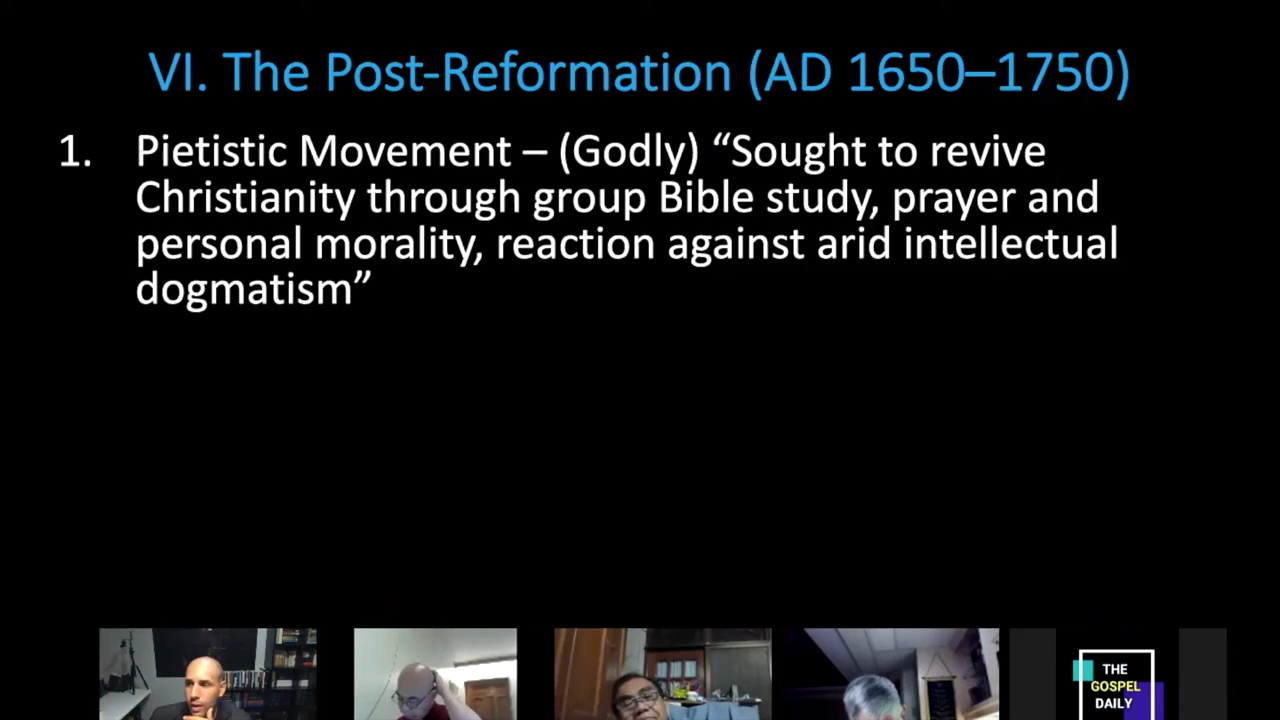 VI. The Post-Reformation (AD 1650–1750)
1. Pietistic Movement – (Godly) “Sought to revive
Christianity through group Bible study, prayer and
personal morality, reaction against arid intellectual
dogmatism”
THE
GOSPEL
DAILY